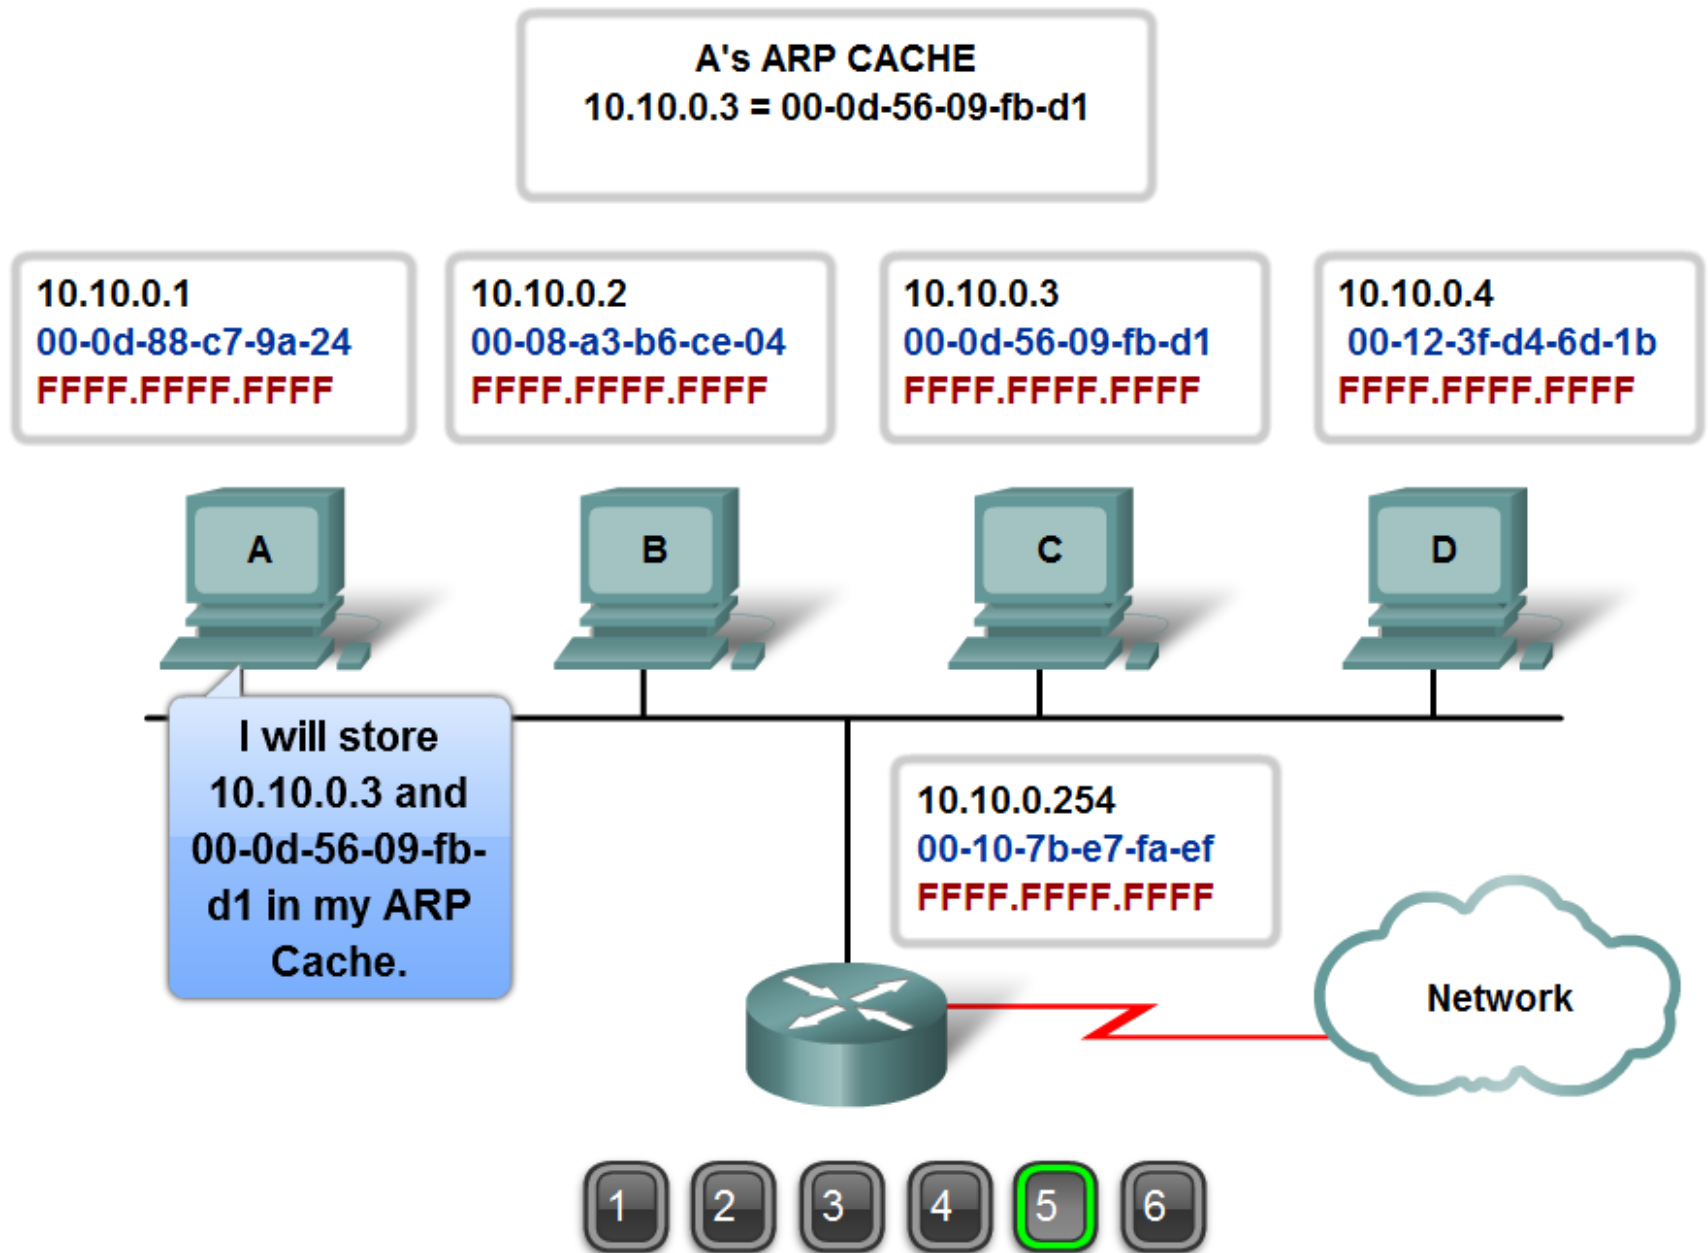 A's ARP CACHE
10.10.0.3 = 00-0d-56-09-fb-d1
10.10.0.1
00-0d-88-c7-9a-24
FFFF.FFFF.FFFF
10.10.0.2
00-08-a3-b6-ce-04
FFFF.FFFF.FFFF
10.10.0.3
00-0d-56-09-fb-d1
FFFF.FFFF.FFFF
10.10.0.4
00-12-3f-d4-6d-1b
FFFF.FFFF.FFFF
A
B
C
D
I will store
10.10.0.3 and
00-0d-56-09-fb-
d1 in my ARP
Cache.
10.10.0.254
00-10-7b-e7-fa-ef
FFFF.FFFF.FFFF
Network
1
2
3
4
5
6